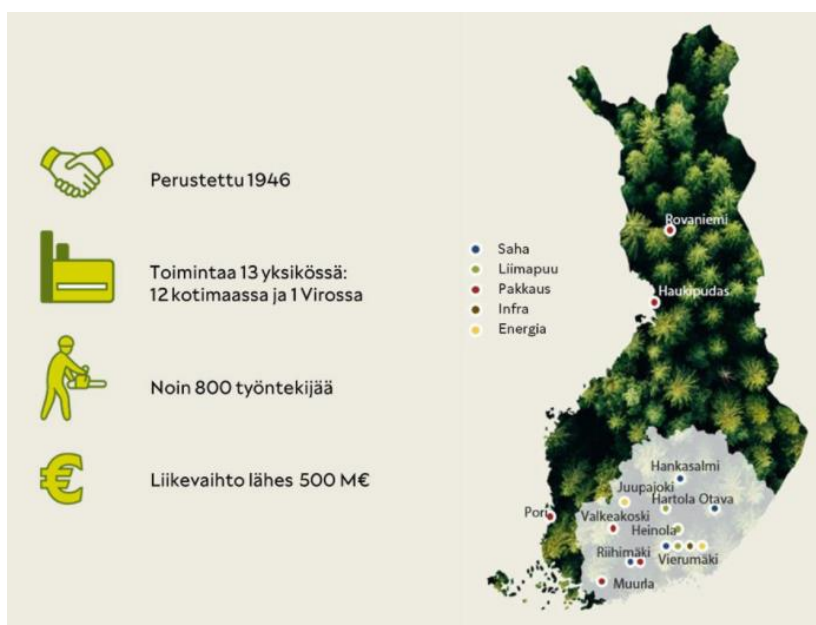 Perustettu 1946
Toimintaa 13 yksikössä:
12 kotimaassa ja 1 Virossa
Noin 800 työntekijää
€
Liikevaihto lähes 500 M€
Saha
Liimapuu
Pakkaus
Infra
Energia
Rovaniemi
Haukipudas
Hankasalmi
Juupajoki
Hartola Otava
Pori
Valkeakoski
Heinola
Riihimäki
Vierumäki
Muurla